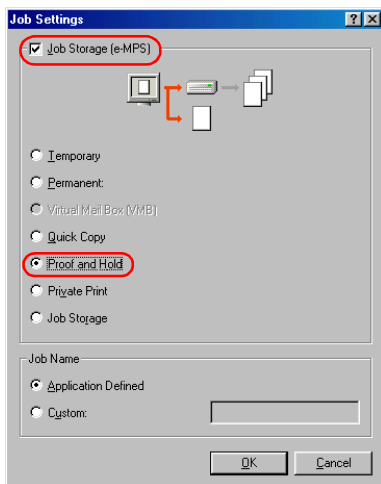 Job Settings
Job Storage (e-MPS)
Temporary
Permanent:
Virtual Mail Box (VMB)
Quick Copy
Proof and Hold
Private Print
Job Storage
Job Name
Application Defined
Custom:
OK Cancel